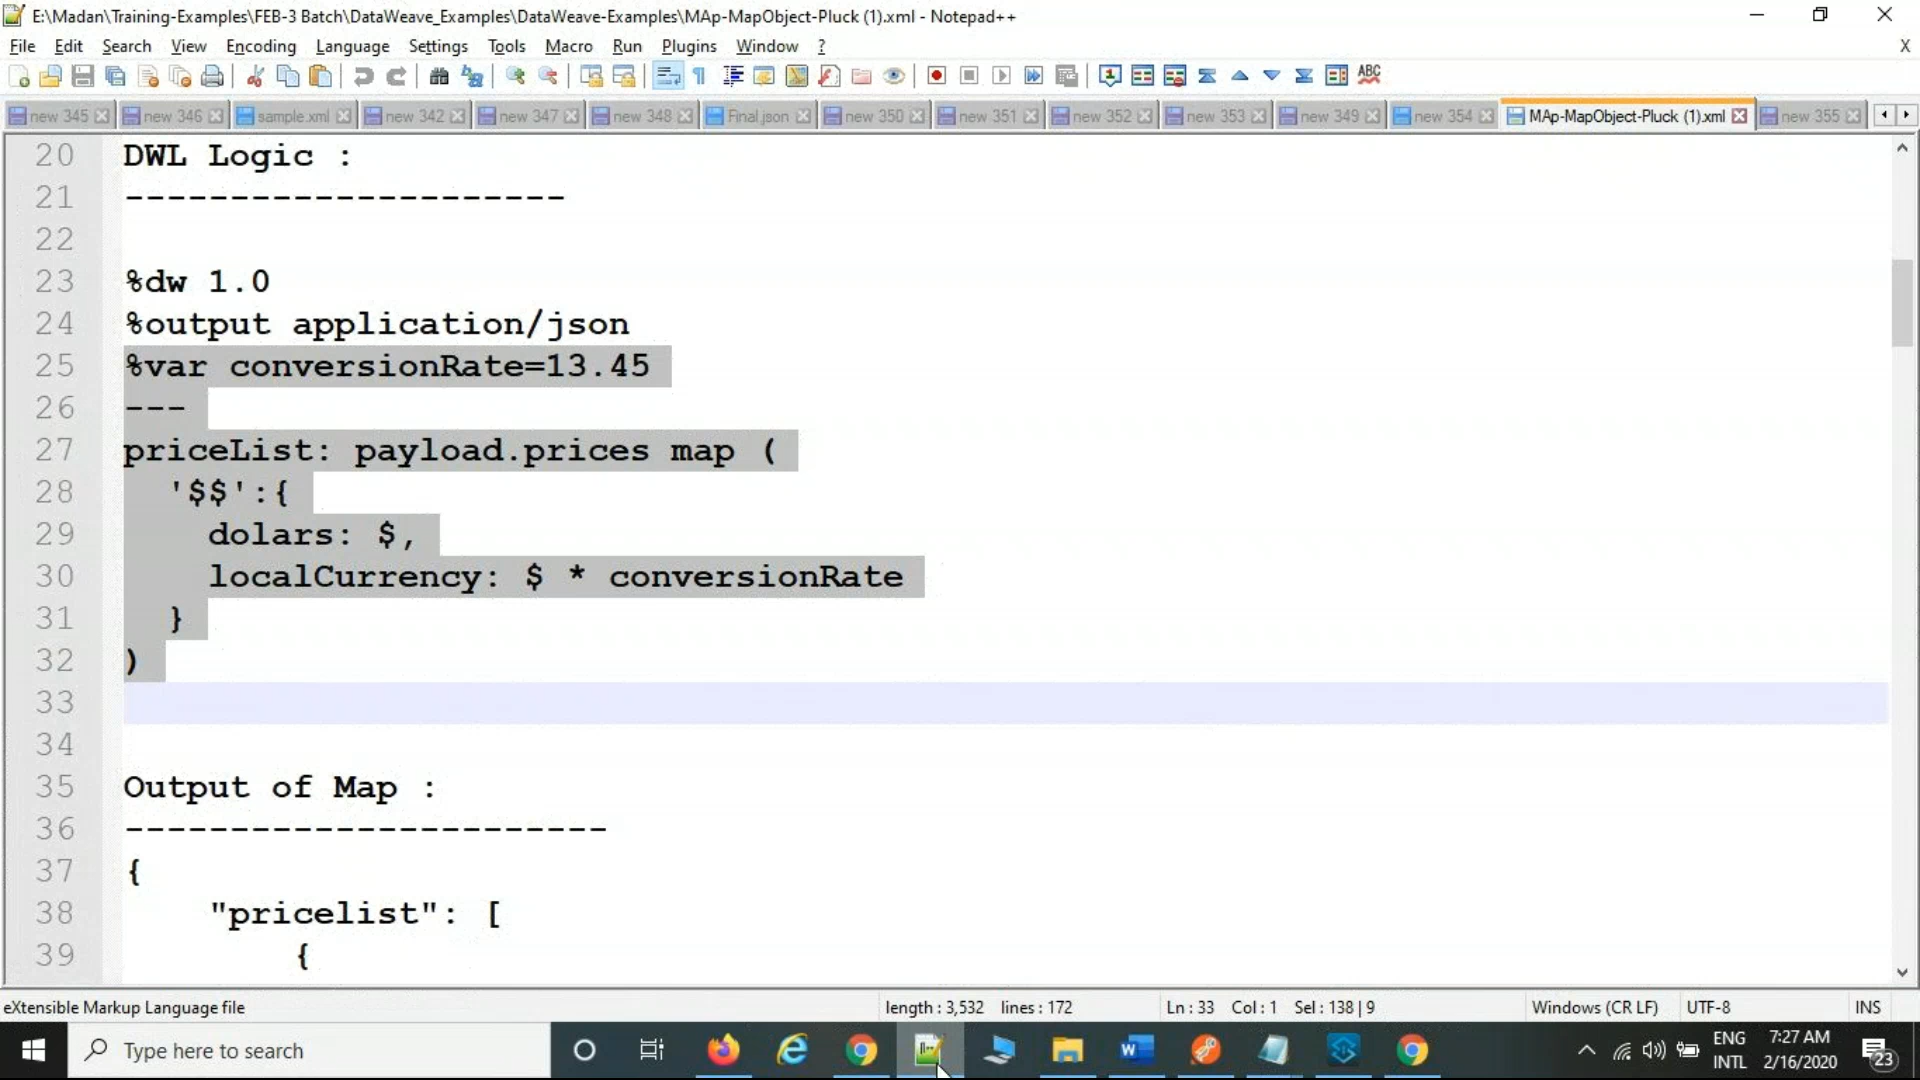 E:\Madan\Training-Examples\FEB-3 Batch\DataWeave_Examples\DataWeave-Examples\MAp-MapObject-Pluck (1).xml - Notepad++
File Edit Search View Encoding Language Settings Tools Macro Run Plugins Window ? X
ABC
new 345 new 346 sample.xml new 342 new 347 new 348 Final.json new 350 new 351 new 352 new 353 new 349 new 354 MAp-MapObject-Pluck (1).xml new 355
20 DWL Logic :
21 ---------------------
22
23 %dw 1.0
24 %output application/json
25 %var conversionRate=13.45
26 ---
27 priceList: payload.prices map (
28 '$$':{
29 dolars: $,
30 localCurrency: $ * conversionRate
31 }
32 )
33
34
35 Output of Map :
36 -----------------------
37 {
38 "pricelist": [
39 {
eXtensible Markup Language file length : 3,532 lines : 172 Ln : 33 Col : 1 Sel : 138 | 9 Windows (CR LF) UTF-8 INS
Type here to search
ENG 7:27 AM
INTL 2/16/2020
23